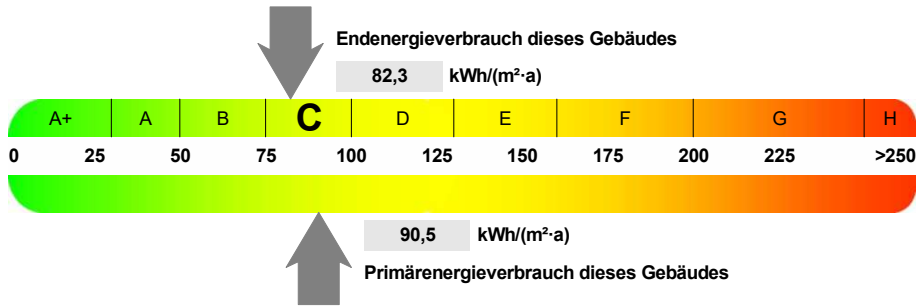 Endenergieverbrauch dieses Gebäudes
82,3 kWh/(m²·a)
A+ A B C D E F G H
0 25 50 75 100 125 150 175 200 225 >250
90,5 kWh/(m²·a)
Primärenergieverbrauch dieses Gebäudes